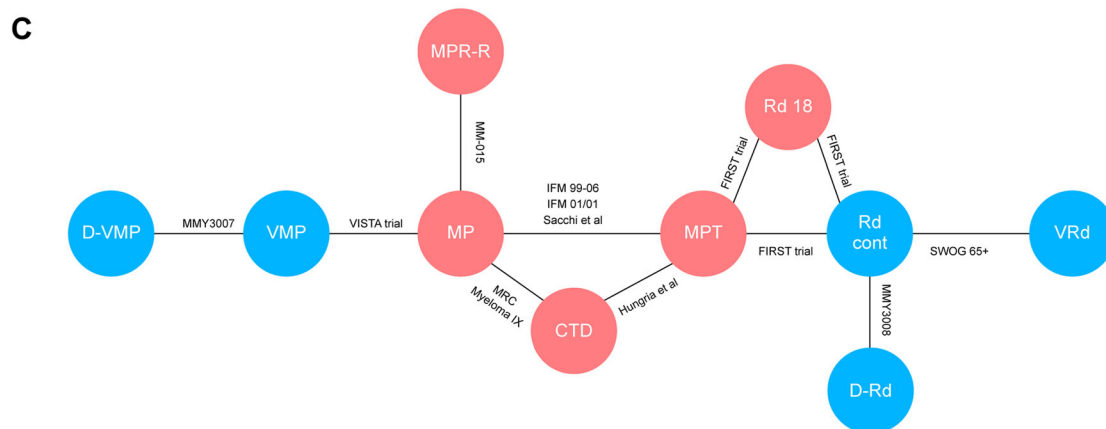 C
MPR-R
Rd 18
MM-015
FIRST trial
FIRST trial
IFM 99-06
IFM 01/01
Sacchi et al
D-VMP
MMY3007
VMP
VISTA trial
MP
MPT
FIRST trial
Rd
cont
SWOG 65+
VRd
MRC
Myeloma IX
CTD
Hungria et al
MMY3008
D-Rd